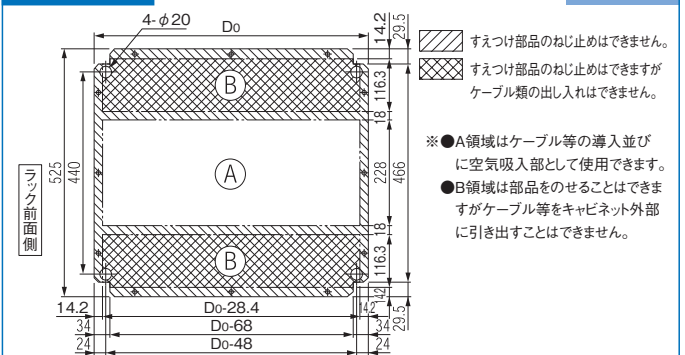 4-φ20
D0
14.2
29.5
すえつけ部品のねじ止めはできません。
すえつけ部品のねじ止めはできますが
ケーブル類の出し入れはできません。
B
116.3
18
※●A領域はケーブル等の導入並び
に空気吸入部として使用できます。
●B領域は部品をのせることはできま
すがケーブル等をキャビネット外部
に引き出すことはできません。
ラック前面側
525
440
A
228
466
18
B
116.3
14.2
29.5
14.2
D0-28.4
14.2
34
D0-68
34
24
D0-48
24